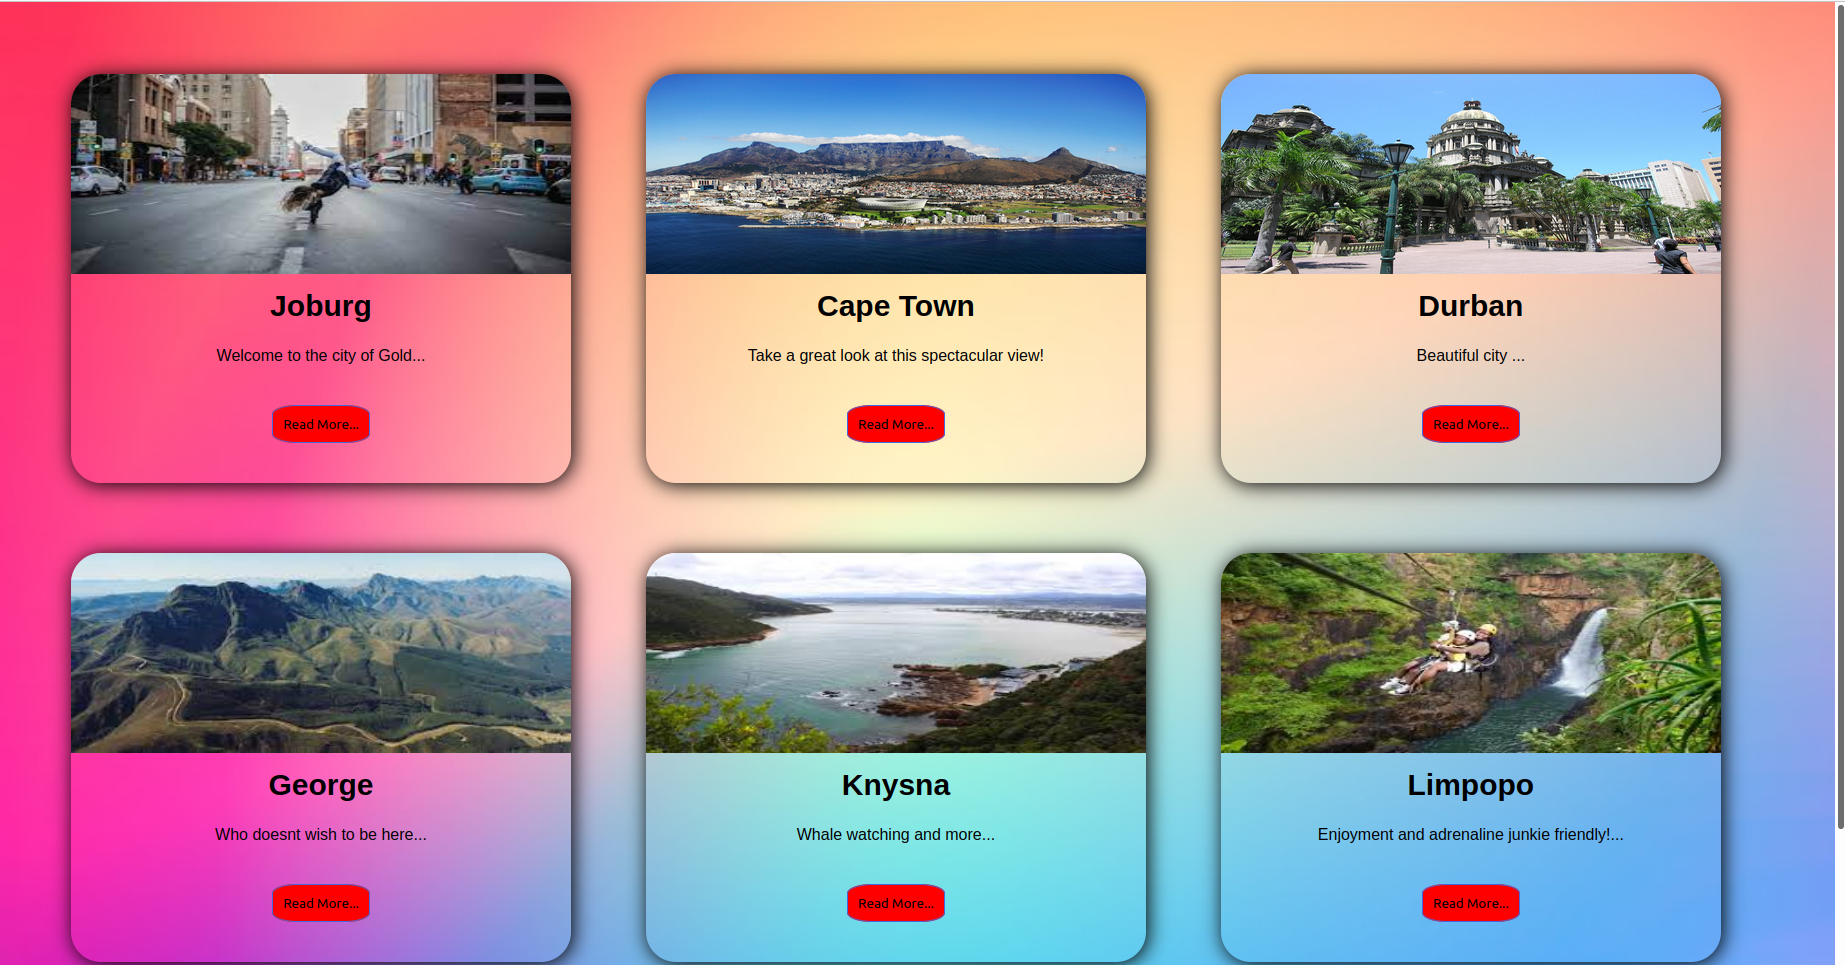 Joburg
Welcome to the city of Gold...
Read More...
Cape Town
Take a great look at this spectacular view!
Read More...
Durban
Beautiful city ...
Read More...
George
Who doesnt wish to be here...
Read More...
Knysna
Whale watching and more...
Read More...
Limpopo
Enjoyment and adrenaline junkie friendly!...
Read More...